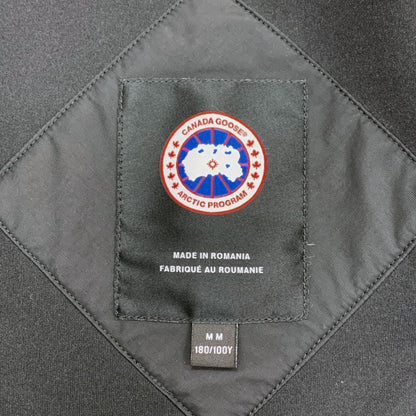 CANADA GOOSE®
ARCTIC PROGRAM
MADE IN ROMANIA
FABRIQUÉ AU ROUMANIE
M M
180/100Y